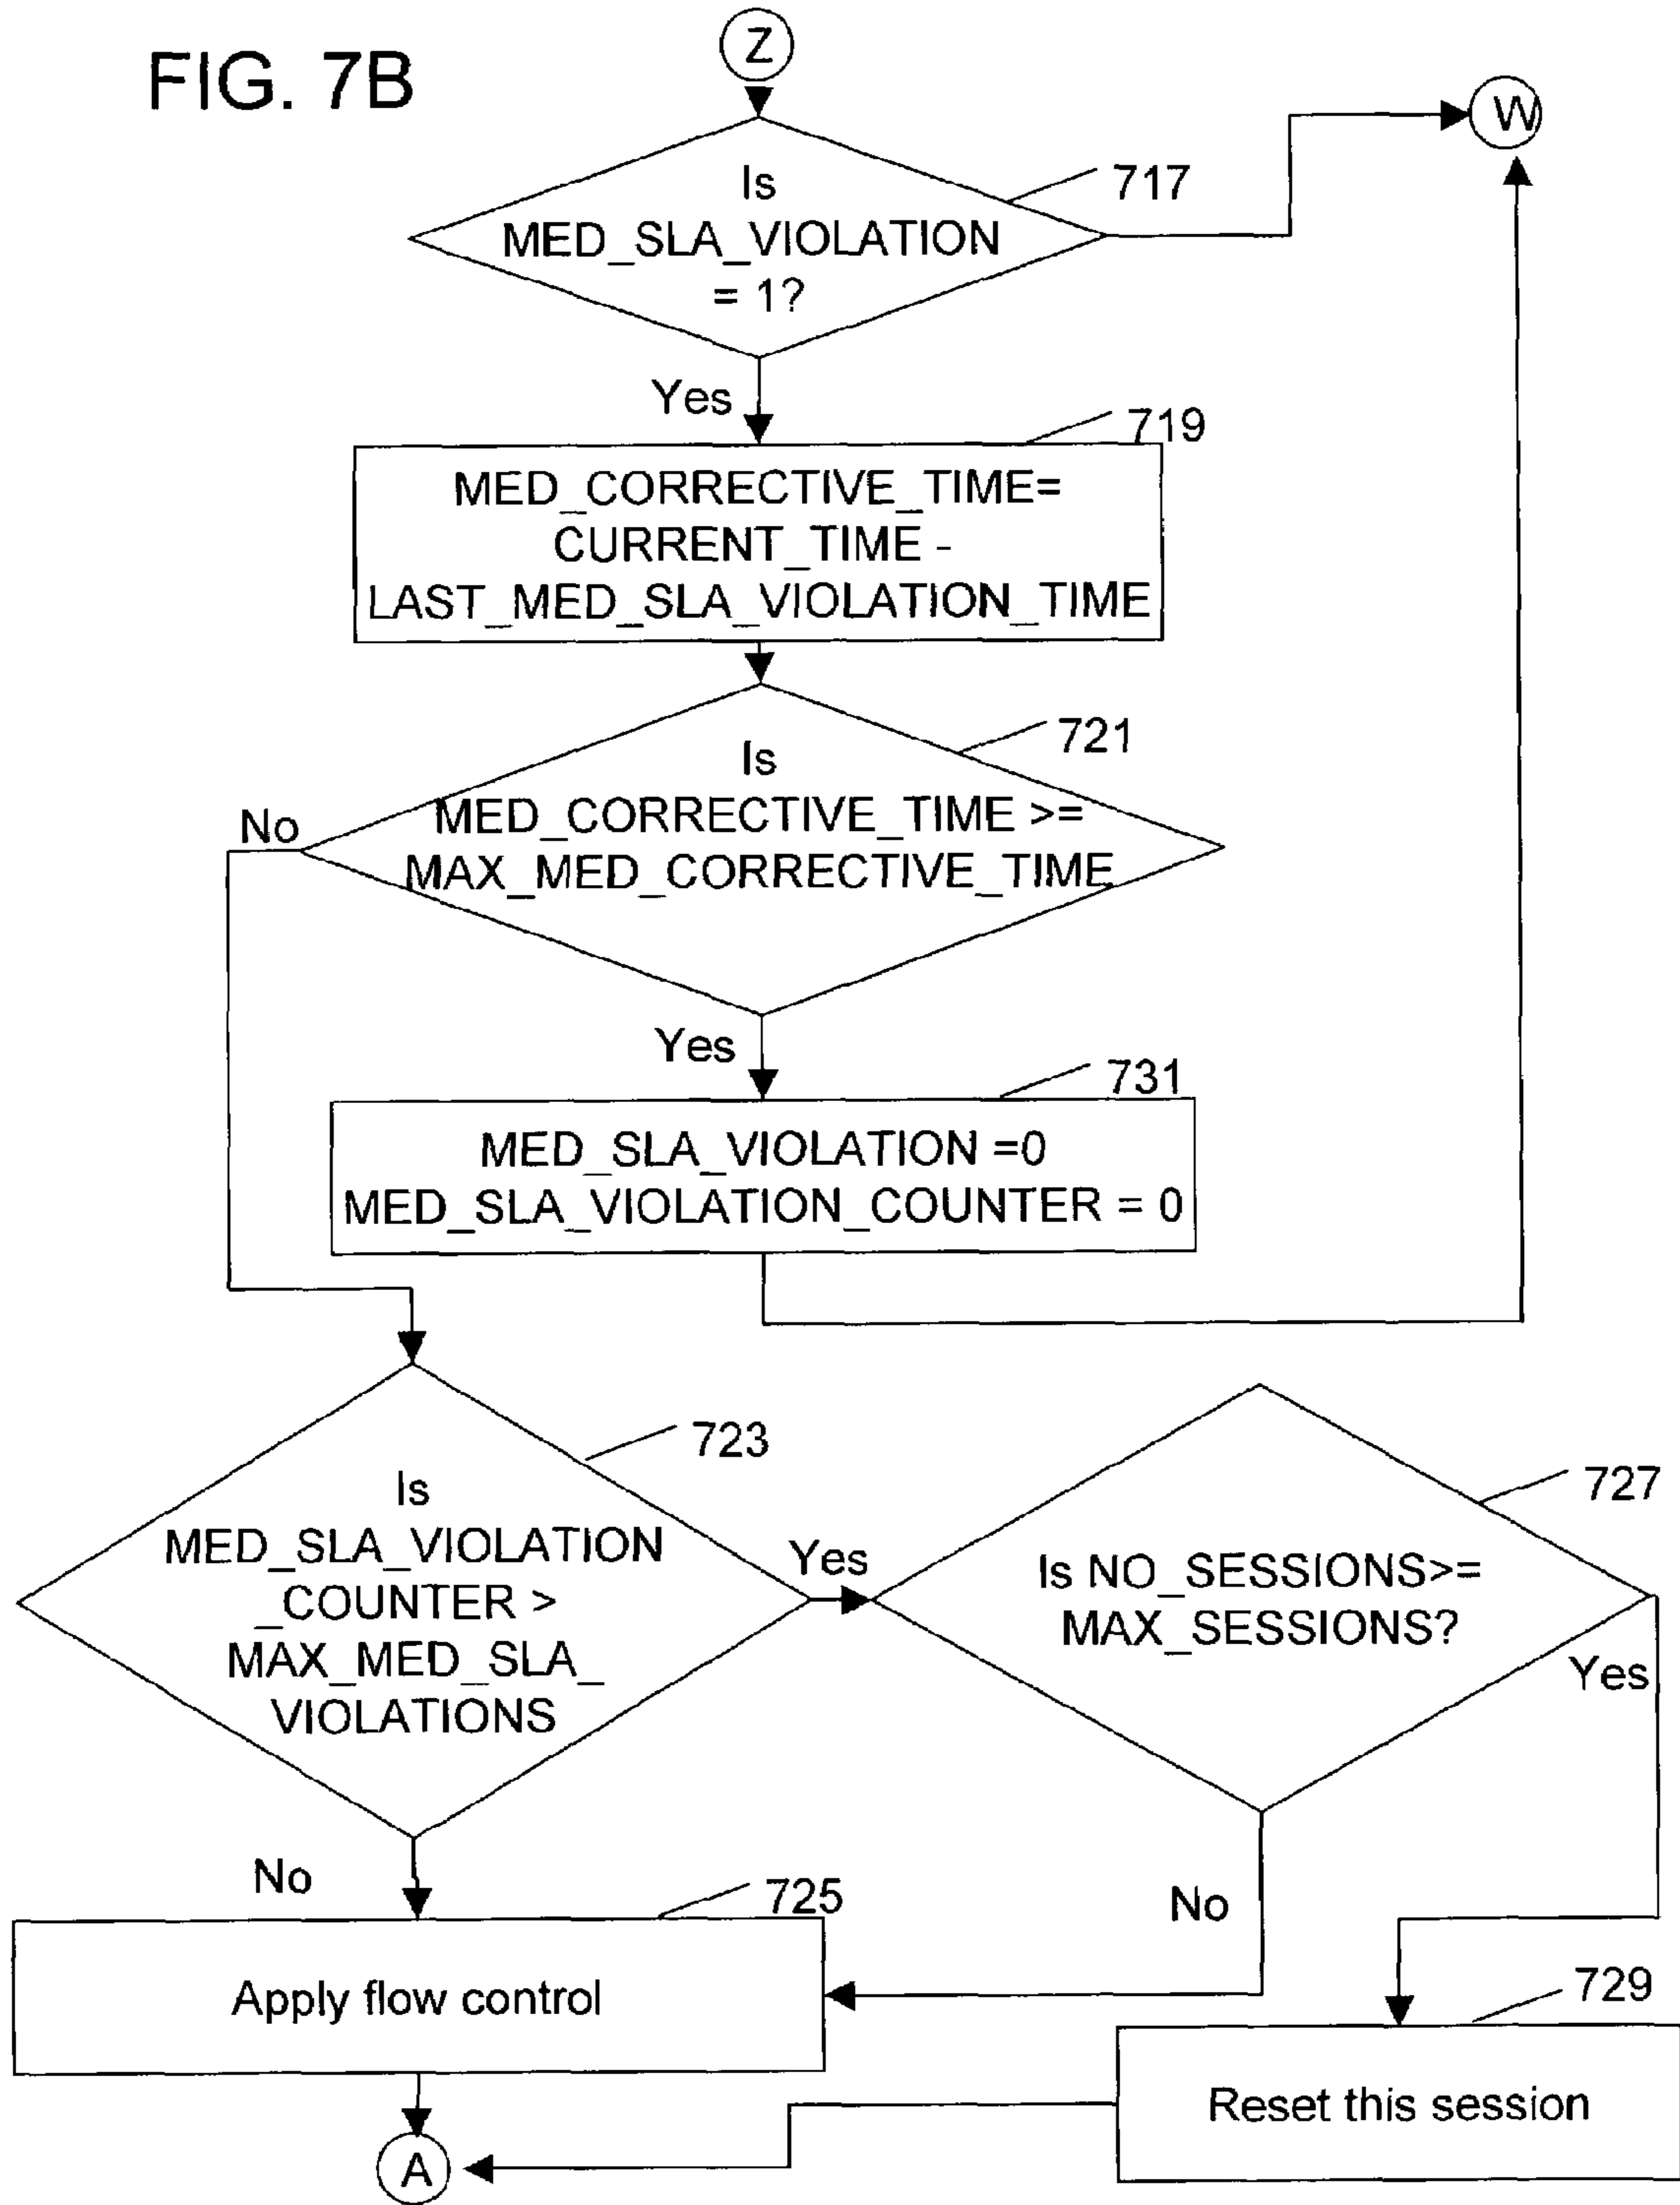 FIG. 7B
Z
W
Is
MED_SLA_VIOLATION
= 1?
717
Yes
719
MED_CORRECTIVE_TIME=
CURRENT_TIME -
LAST_MED_SLA_VIOLATION_TIME
721
Is
MED_CORRECTIVE_TIME >=
MAX_MED_CORRECTIVE_TIME
No
Yes
731
MED_SLA_VIOLATION =0
MED_SLA_VIOLATION_COUNTER = 0
723
Is
MED_SLA_VIOLATION
_COUNTER >
MAX_MED_SLA_
VIOLATIONS
Yes
727
Is NO_SESSIONS>=
MAX_SESSIONS?
Yes
No
No
725
Apply flow control
729
Reset this session
A